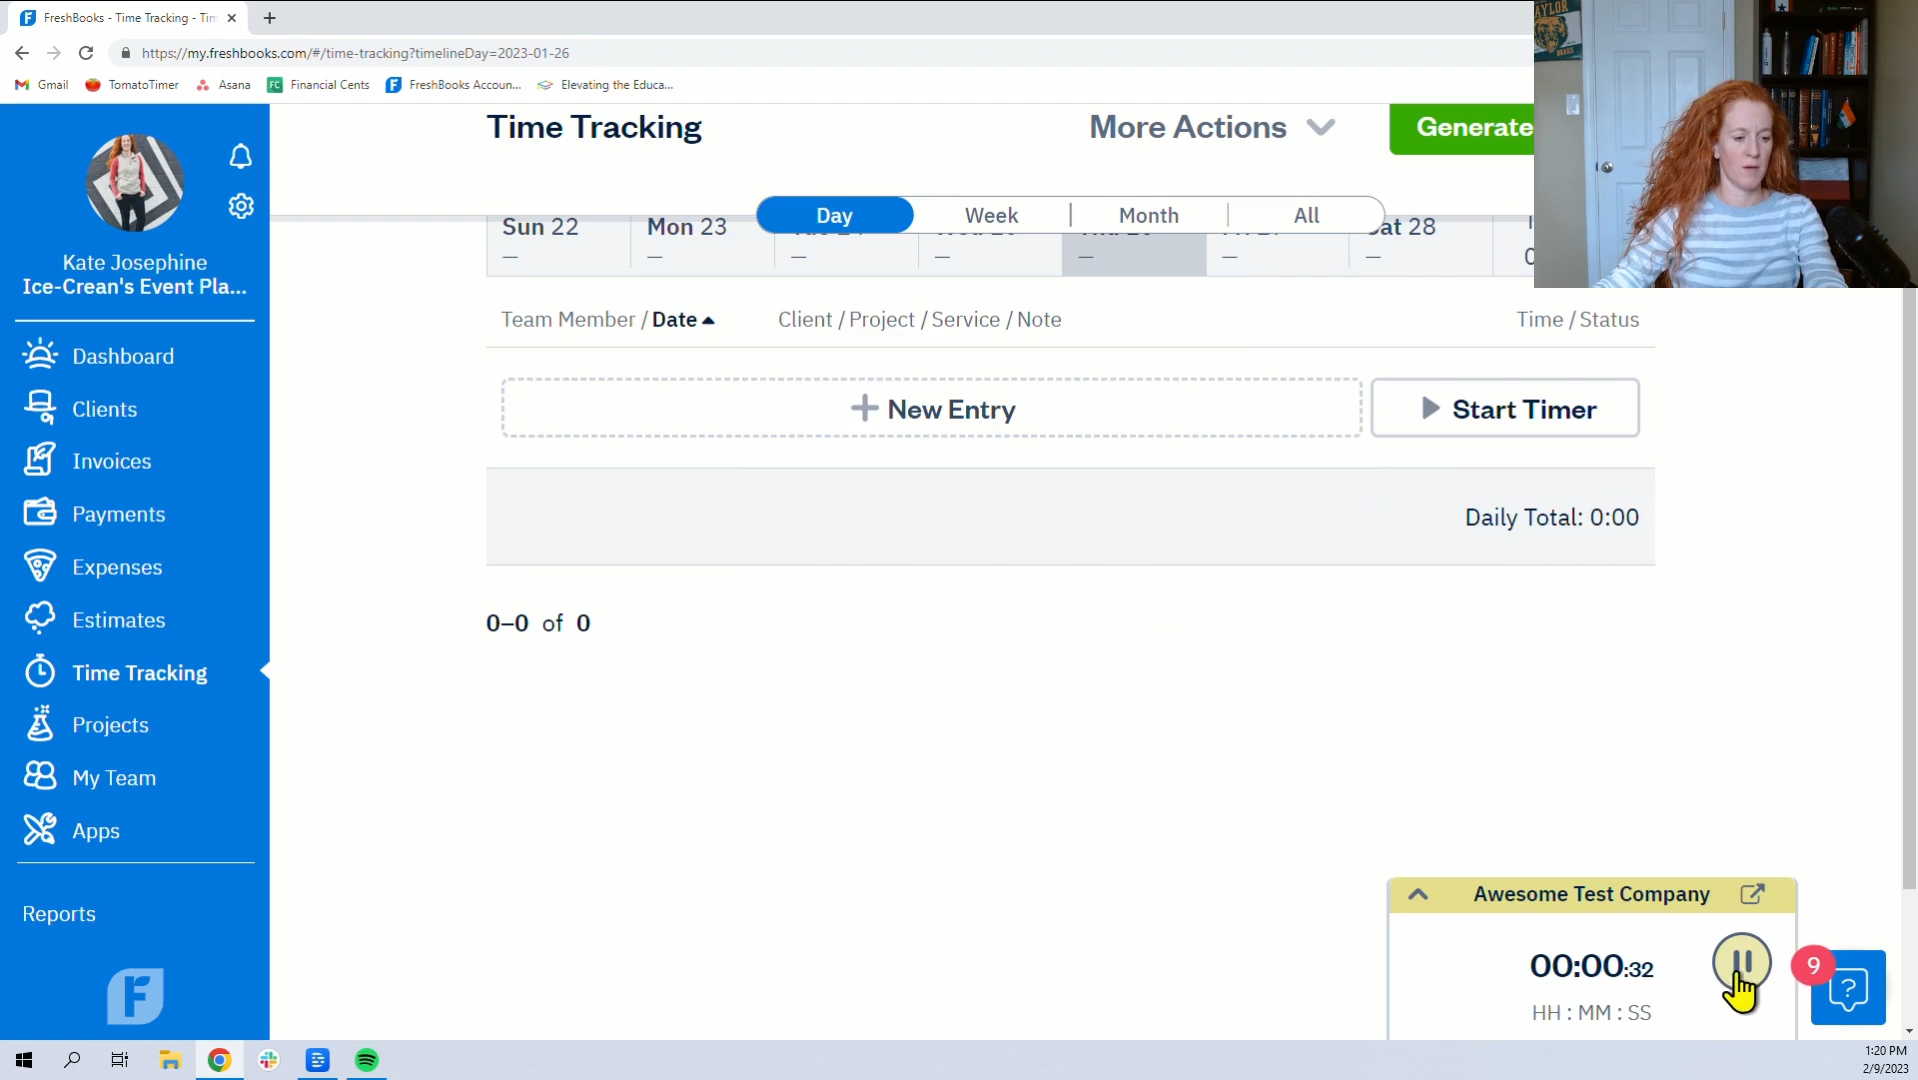 FreshBooks - Time Tracking - Tim
https://my.freshbooks.com/#/time-tracking?timelineDay=2023-01-26
Gmail TomatoTimer Asana FC Financial Cents FreshBooks Accoun... Elevating the Educa...
Time Tracking More Actions Generate
Day Week Month All
Sun 22 Mon 23 Sat 28
— — — — — — —
Kate Josephine
Ice-Crean's Event Pla...
Team Member / Date Client / Project / Service / Note Time / Status
Dashboard
Clients
New Entry Start Timer
Invoices
Payments
Daily Total: 0:00
Expenses
Estimates
0–0 of 0
Time Tracking
Projects
My Team
Apps
Reports
Awesome Test Company
00:00:32
HH : MM : SS
9
?
1:20 PM
2/9/2023